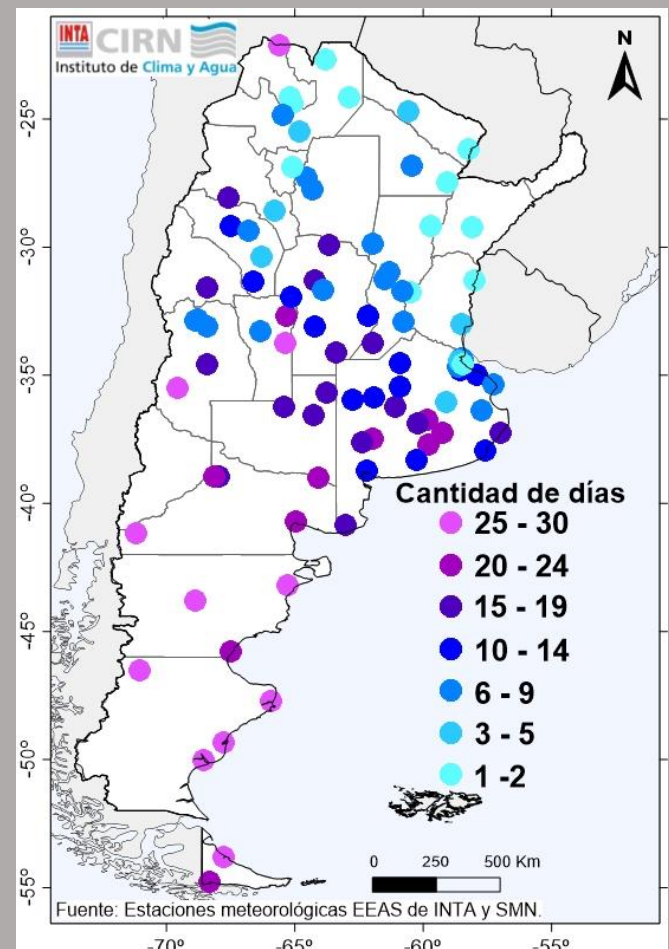 INTA CIRN
Instituto de Clima y Agua
N
-25°
-30°
-35°
-40°
Cantidad de días
25 - 30
20 - 24
15 - 19
10 - 14
6 - 9
3 - 5
1 -2
-45°
-50°
-55°
0 250 500 Km
Fuente: Estaciones meteorológicas EEAS de INTA y SMN.
-70° -65° -60° -55°